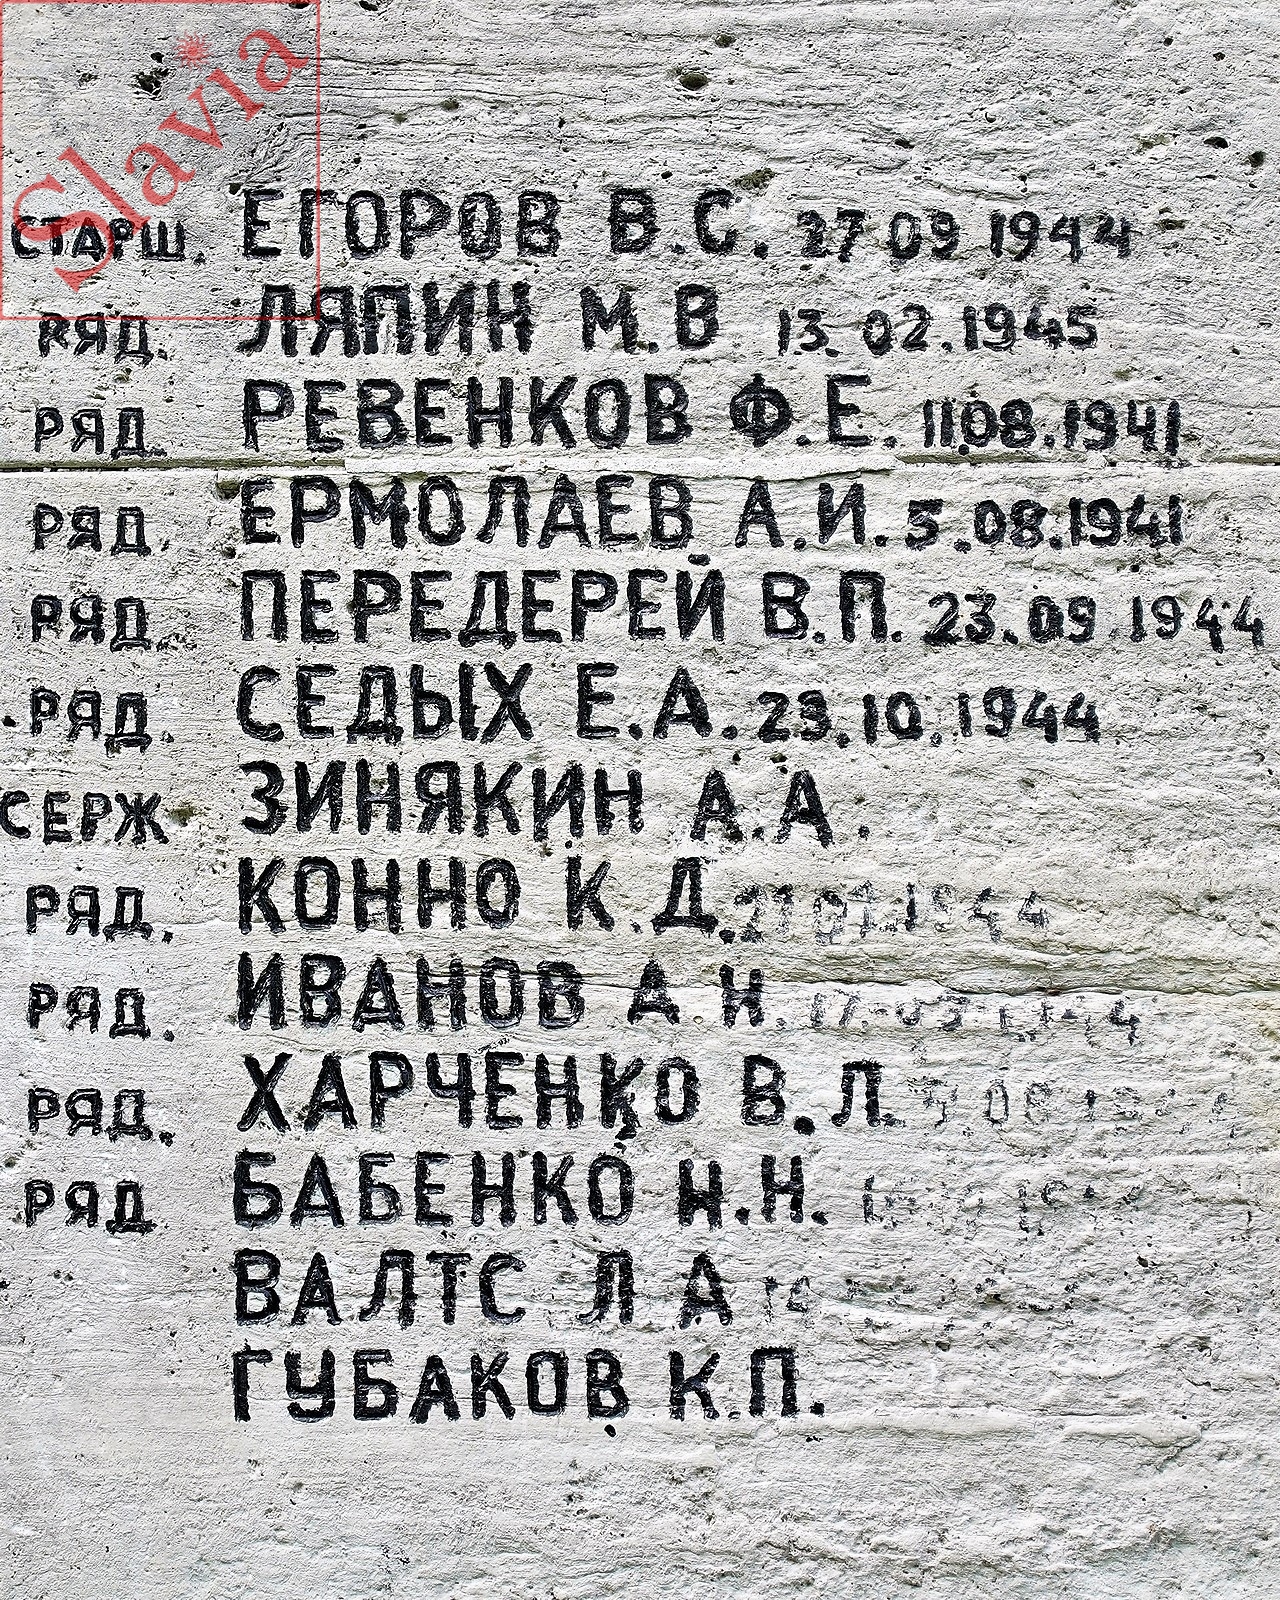 Slavia
СТАРШ. ЕГОРОВ В.С. 27 09 1944
РЯД. ЛЯПИН М.В 13.02.1945
РЯД. РЕВЕНКОВ Ф.Е. 11.08.1941
РЯД. ЕРМОЛАЕВ А.И. 5.08.1941
РЯД. ПЕРЕДЕРЕЙ В.П. 23.09.1944
РЯД. СЕДЫХ Е.А. 23.10.1944
СЕРЖ ЗИНЯКИН А.А.
РЯД. КОННО К.Д.
РЯД. ИВАНОВ А.Н.
РЯД. ХАРЧЕНКО В.Л.
РЯД. БАБЕНКО Н.Н.
ВАЛТС Л А
ГУБАКОВ К.П.